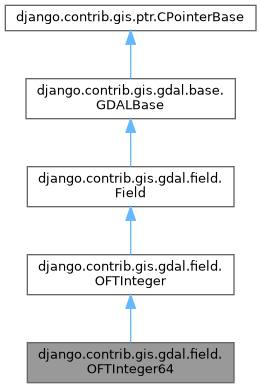 django.contrib.gis.ptr.CPointerBase
django.contrib.gis.gdal.base.
GDALBase
django.contrib.gis.gdal.field.
Field
django.contrib.gis.gdal.field.
OFTInteger
django.contrib.gis.gdal.field.
OFTInteger64